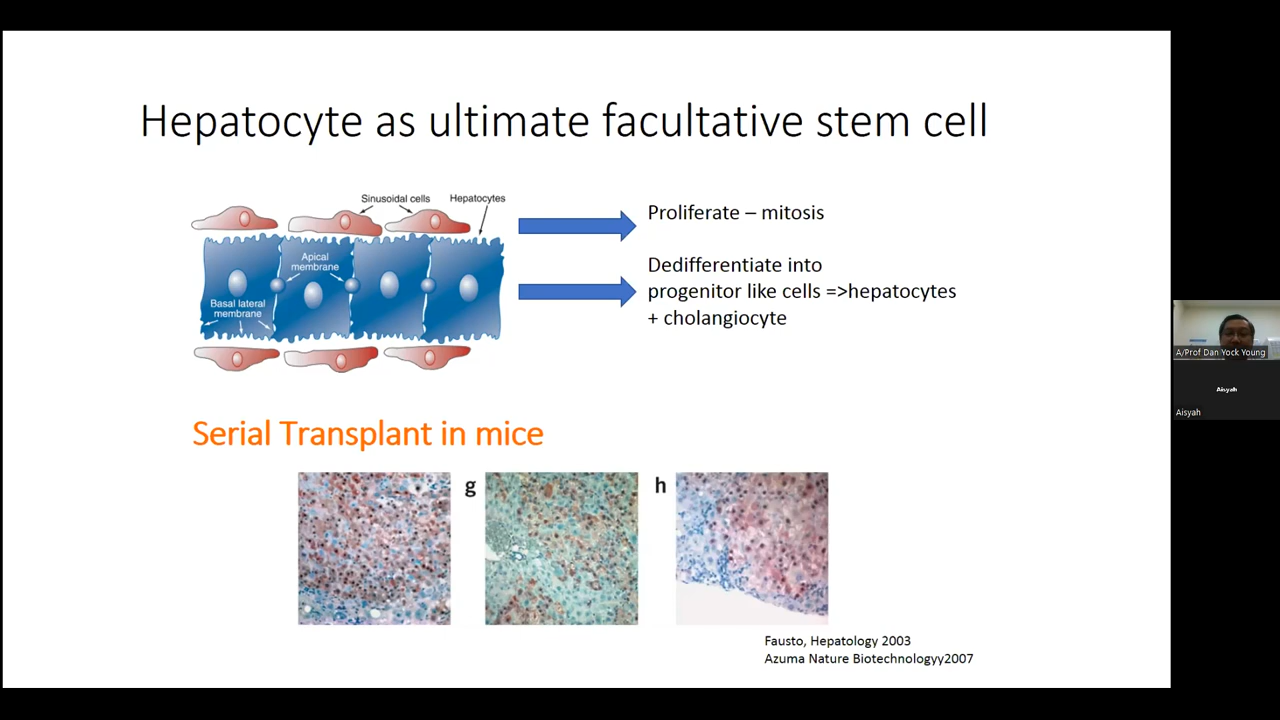 Hepatocyte as ultimate facultative stem cell
Sinusoidal cells
Hepatocytes
Apical
membrane
Basal lateral
membrane
Proliferate – mitosis
Dedifferentiate into
progenitor like cells =>hepatocytes
+ cholangiocyte
Serial Transplant in mice
g
h
Fausto, Hepatology 2003
Azuma Nature Biotechnologyy2007
A/Prof Dan Yock Young
Aisyah
Aisyah